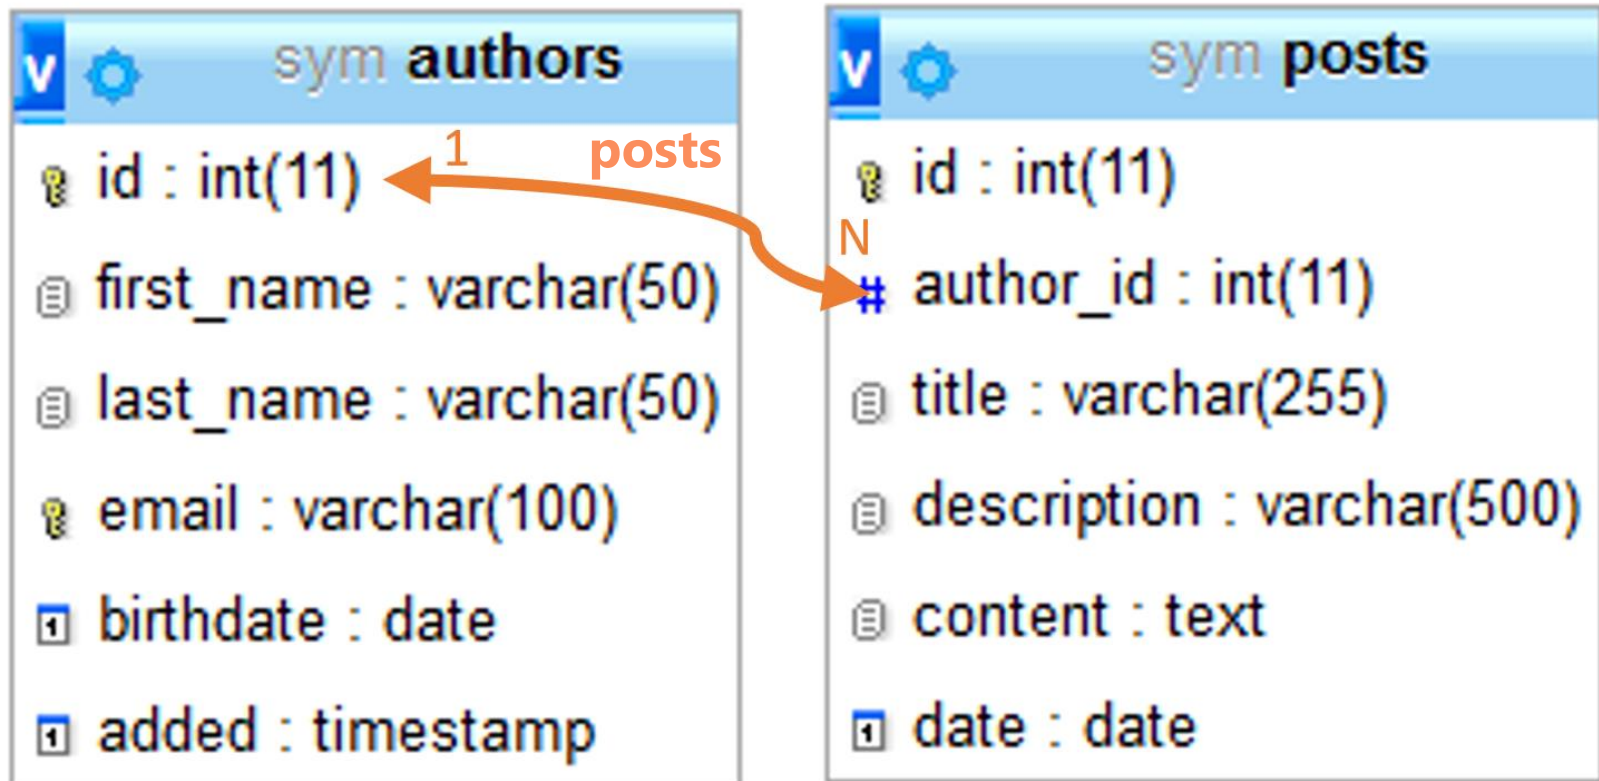 v sym authors
id : int(11)
first_name : varchar(50)
last_name : varchar(50)
email : varchar(100)
birthdate : date
added : timestamp
1 posts
N
v sym posts
id : int(11)
# author_id : int(11)
title : varchar(255)
description : varchar(500)
content : text
date : date